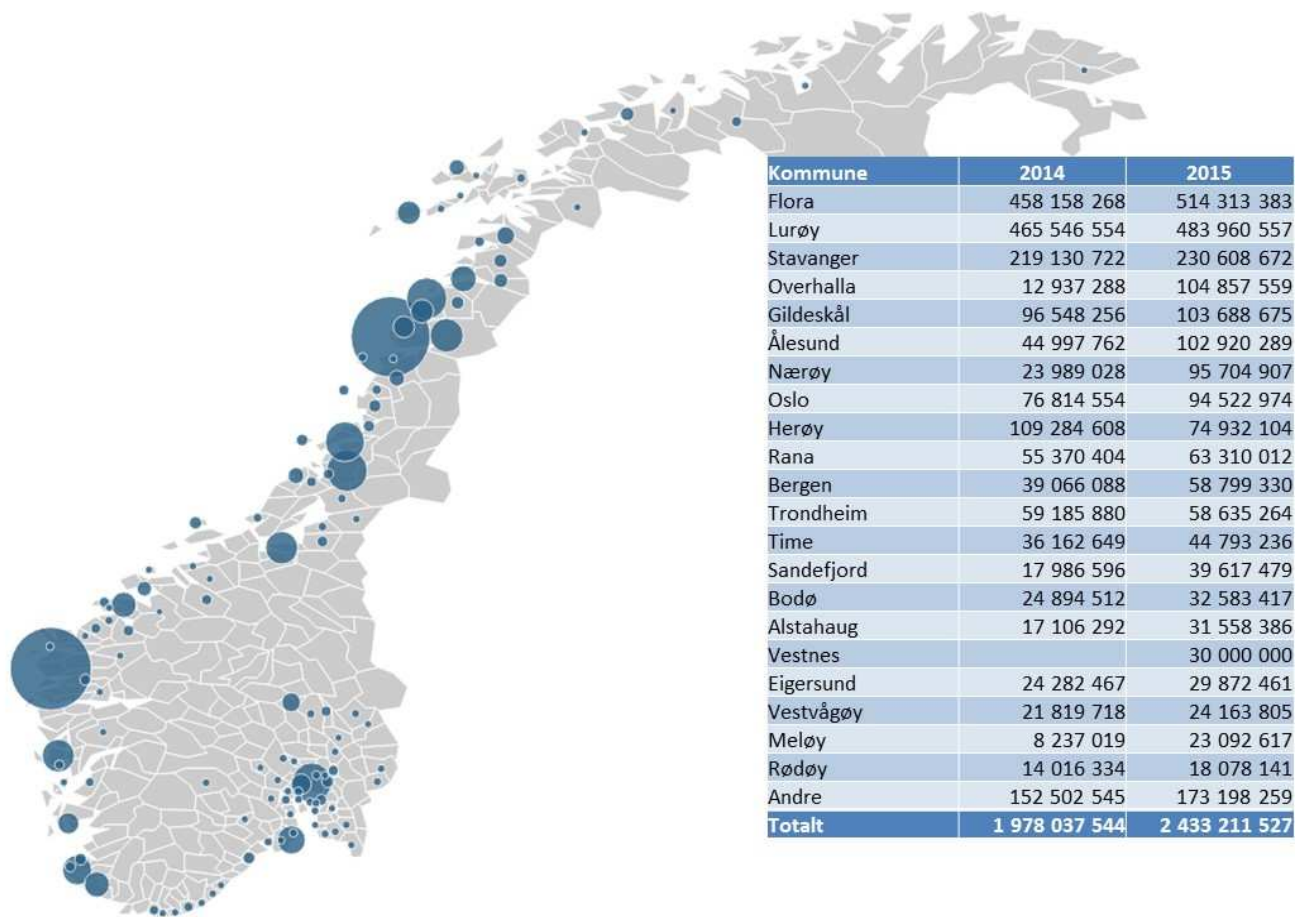 Kommune 2014 2015
Flora 458 158 268 514 313 383
Lurøy 465 546 554 483 960 557
Stavanger 219 130 722 230 608 672
Overhalla 12 937 288 104 857 559
Gildeskål 96 548 256 103 688 675
Ålesund 44 997 762 102 920 289
Nærøy 23 989 028 95 704 907
Oslo 76 814 554 94 522 974
Herøy 109 284 608 74 932 104
Rana 55 370 404 63 310 012
Bergen 39 066 088 58 799 330
Trondheim 59 185 880 58 635 264
Time 36 162 649 44 793 236
Sandefjord 17 986 596 39 617 479
Bodø 24 894 512 32 583 417
Alstahaug 17 106 292 31 558 386
Vestnes 30 000 000
Eigersund 24 282 467 29 872 461
Vestvågøy 21 819 718 24 163 805
Meløy 8 237 019 23 092 617
Rødøy 14 016 334 18 078 141
Andre 152 502 545 173 198 259
Totalt 1 978 037 544 2 433 211 527